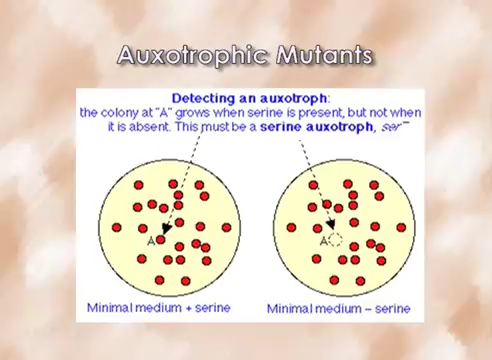 Auxotrophic Mutants
Detecting an auxotroph:
the colony at "A" grows when serine is present, but not when
it is absent. This must be a serine auxotroph, ser⁻
A
A
Minimal medium + serine
Minimal medium – serine